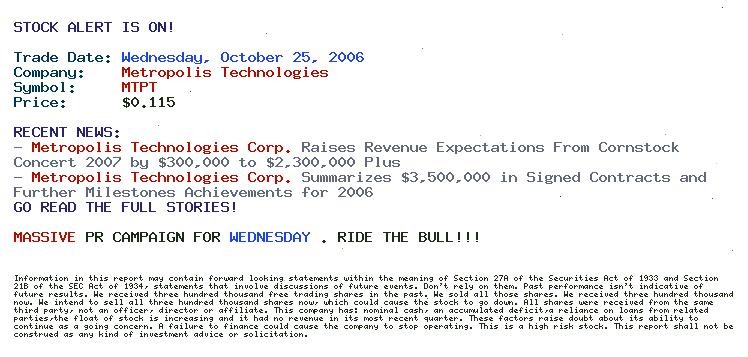 STOCK ALERT IS ON!
Trade Date: Wednesday, October 25, 2006
Company: Metropolis Technologies
Symbol: MTPT
Price: $0.115
RECENT NEWS:
- Metropolis Technologies Corp. Raises Revenue Expectations From Cornstock
Concert 2007 by $300,000 to $2,300,000 Plus
- Metropolis Technologies Corp. Summarizes $3,500,000 in Signed Contracts and
Further Milestones Achievements for 2006
GO READ THE FULL STORIES!
MASSIVE PR CAMPAIGN FOR WEDNESDAY . RIDE THE BULL!!!
Information in this report may contain forward looking statements within the meaning of Section 27A of the Securities Act of 1933 and Section
21B of the SEC Act of 1934, statements that involve discussions of future events. Don't rely on them. Past performance isn't indicative of
future results. We received three hundred thousand free trading shares in the past. We sold all those shares. We received three hundred thousand
now. We intend to sell all three hundred thousand shares now, which could cause the stock to go down. All shares were received from the same
third party, not an officer, director or affiliate. This company has: nominal cash, an accumulated deficit,a reliance on loans from related
parties,the float of stock is increasing and it had no revenue in its most recent quarter. These factors raise doubt about its ability to
continue as a going concern. A failure to finance could cause the company to stop operating. This is a high risk stock. This report shall not be
construed as any kind of investment advice or solicitation.